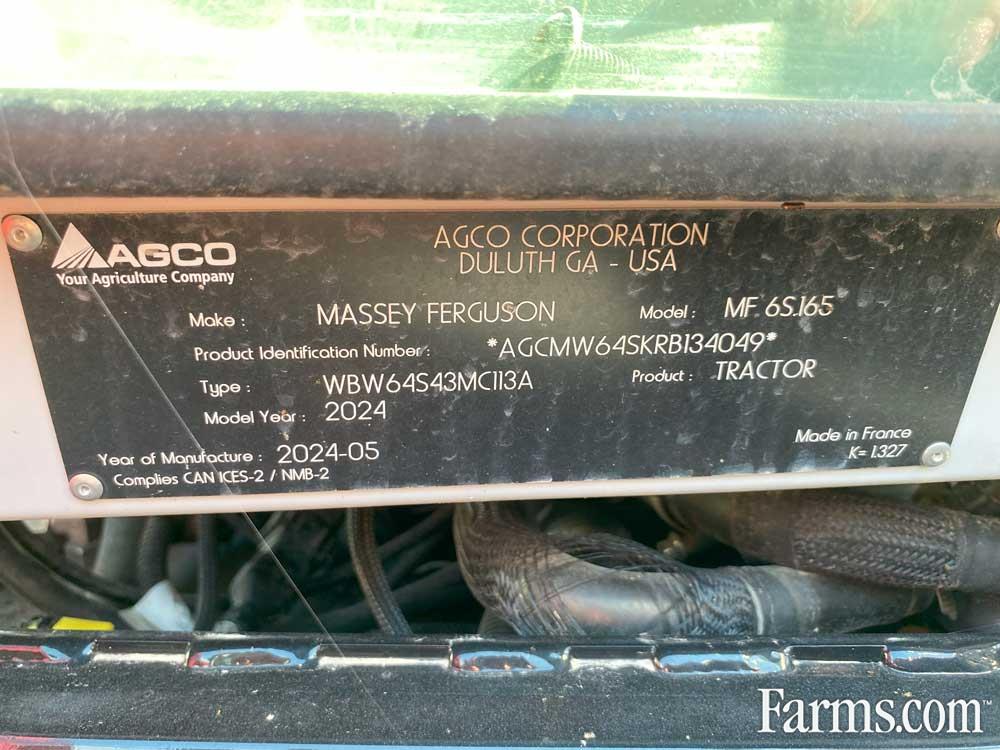 AGCO
Your Agriculture Company
AGCO CORPORATION
DULUTH GA - USA
Make : MASSEY FERGUSON Model : MF 6S.165
Product Identification Number : *AGCMW64SKRB134049*
Type : WBW64S43MC113A Product : TRACTOR
Model Year : 2024
Year of Manufacture : 2024-05
Made in France
Complies CAN ICES-2 / NMB-2
K= 1.327
Farms.com™